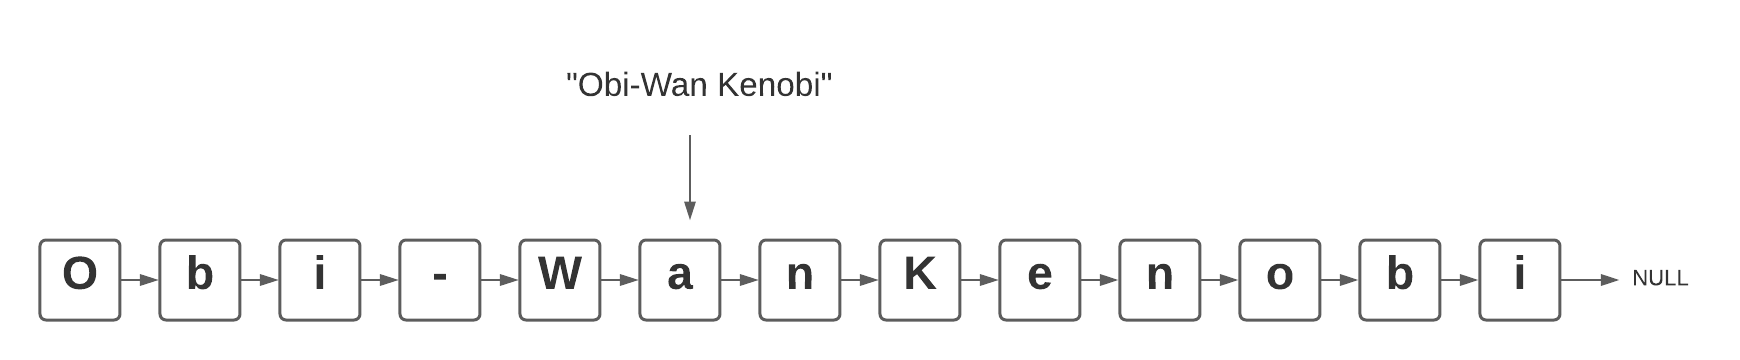 "Obi-Wan Kenobi"
O b i - W a n K e n o b i NULL